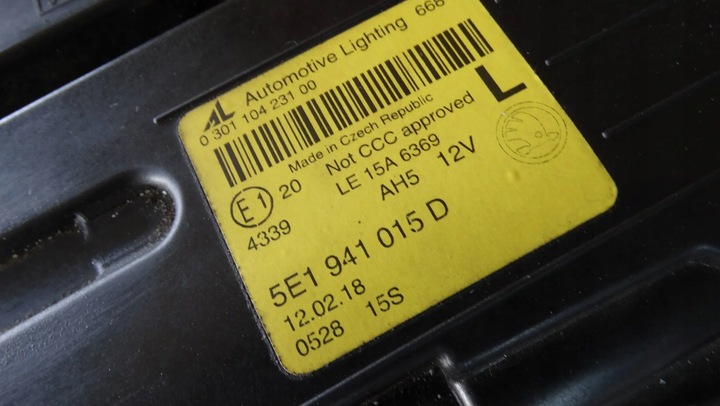 AL Automotive Lighting 668
0 301 104 231 00
L
Made in Czech Republic
Not CCC approved
E1 20 LE 15A 6369
4339 AH5 12V
5E1 941 015 D
12.02.18
0528 15S